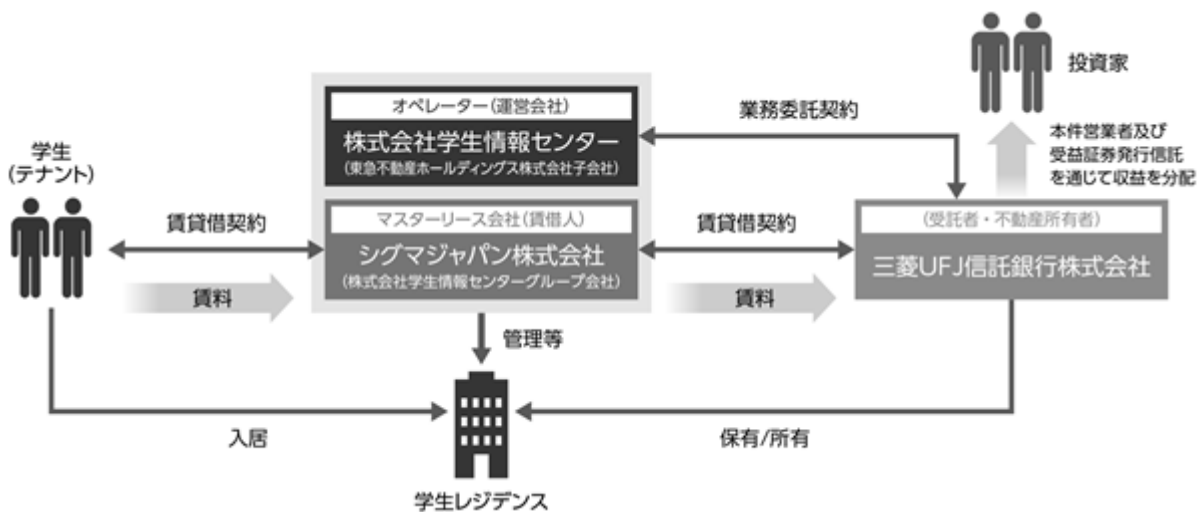 投資家
オペレーター(運営会社)
株式会社学生情報センター
(東急不動産ホールディングス株式会社子会社)
業務委託契約
本件営業者及び
受益証券発行信託
を通じて収益を分配
学生
(テナント)
賃貸借契約
マスターリース会社(賃借人)
シグマジャパン株式会社
(株式会社学生情報センターグループ会社)
賃貸借契約
(受託者・不動産所有者)
三菱UFJ信託銀行株式会社
賃料
賃料
管理等
入居
保有/所有
学生レジデンス